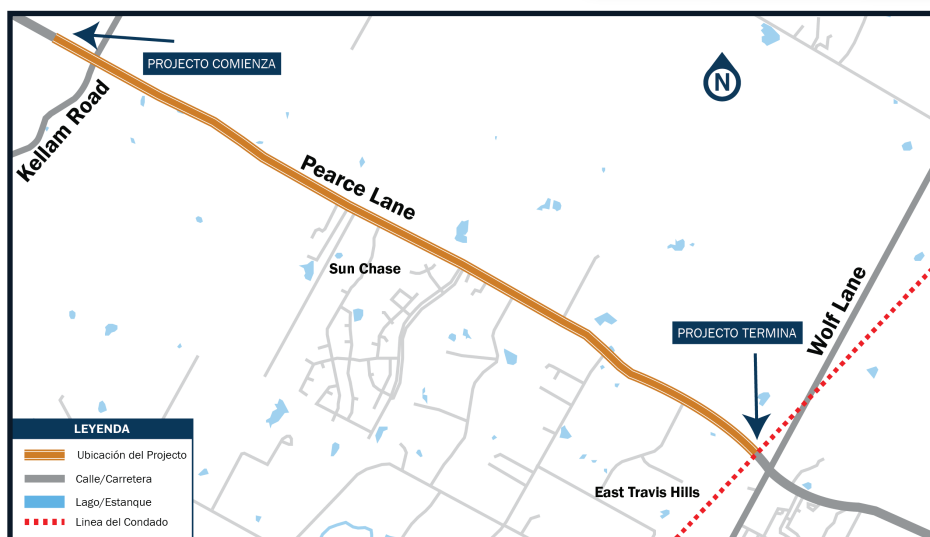 PROJECTO COMIENZA
N
Kellam Road
Pearce Lane
Sun Chase
Wolf Lane
PROJECTO TERMINA
East Travis Hills
LEYENDA
Ubicación del Projecto
Calle/Carretera
Lago/Estanque
Linea del Condado